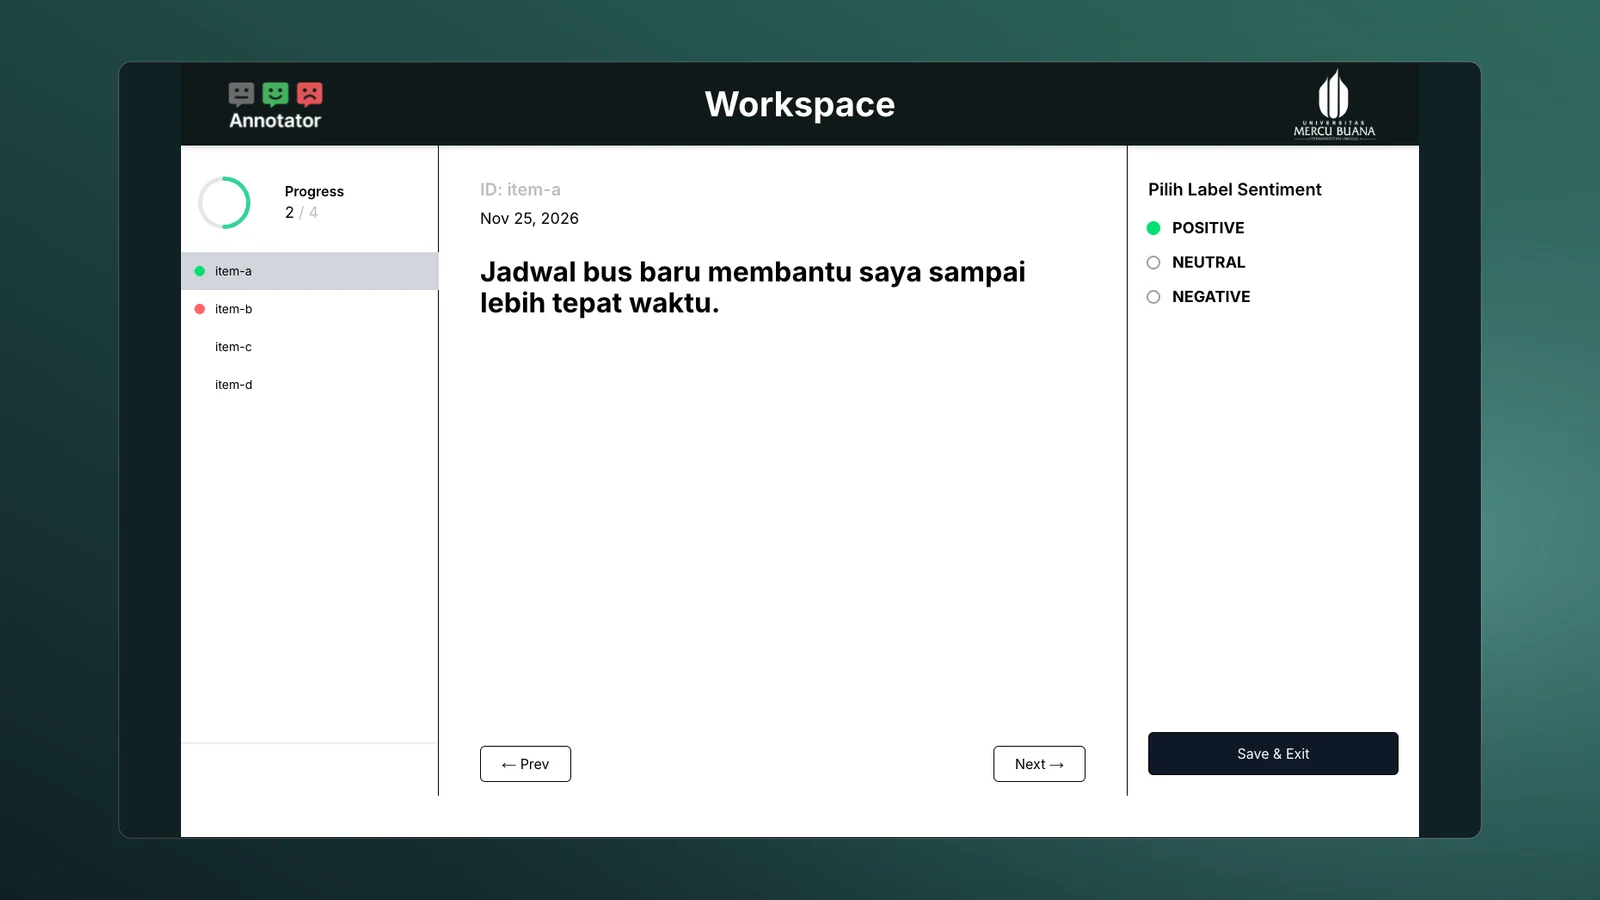 Annotator
Workspace
UNIVERSITAS
MERCU BUANA
Progress
2 / 4
item-a
item-b
item-c
item-d
ID: item-a
Nov 25, 2026
Jadwal bus baru membantu saya sampai
lebih tepat waktu.
← Prev
Next →
Pilih Label Sentiment
POSITIVE
NEUTRAL
NEGATIVE
Save & Exit